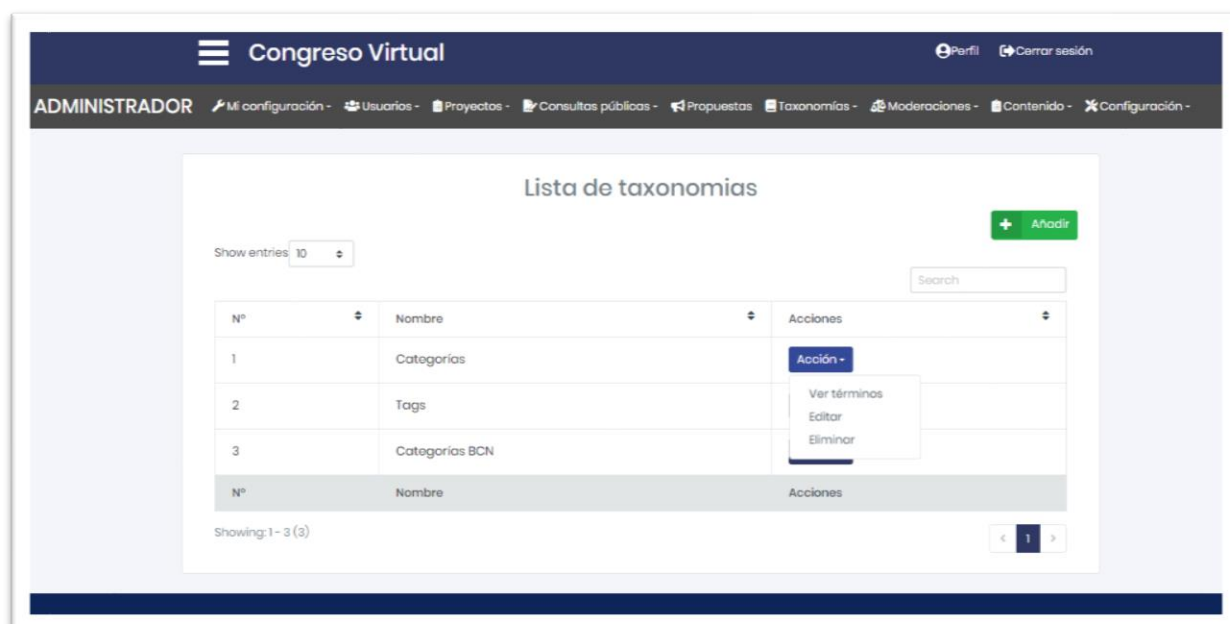 Congreso Virtual
Perfil Cerrar sesión
ADMINISTRADOR Mi configuración - Usuarios - Proyectos - Consultas públicas - Propuestas Taxonomías - Moderaciones - Contenido - Configuración -
Lista de taxonomias
+ Añadir
Show entries 10
Search
N° Nombre Acciones
1 Categorías Acción -
Ver términos
2 Tags
Editar
Eliminar
3 Categorías BCN
N° Nombre Acciones
Showing: 1 - 3 (3)
< 1 >